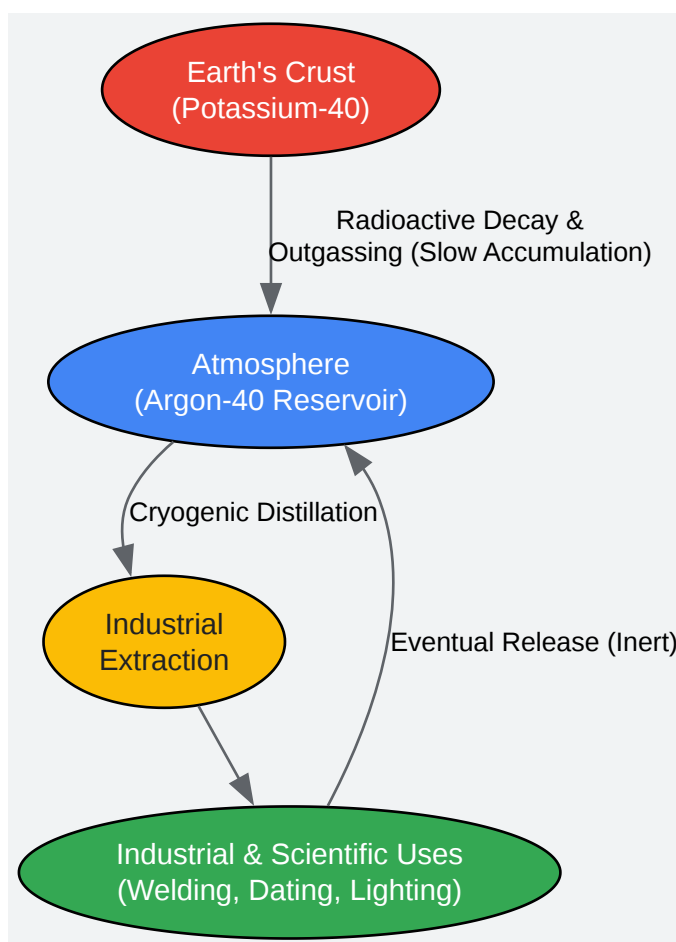 Earth's Crust
(Potassium-40)
Radioactive Decay &
Outgassing (Slow Accumulation)
Atmosphere
(Argon-40 Reservoir)
Cryogenic Distillation
Industrial
Extraction
Eventual Release (Inert)
Industrial & Scientific Uses
(Welding, Dating, Lighting)